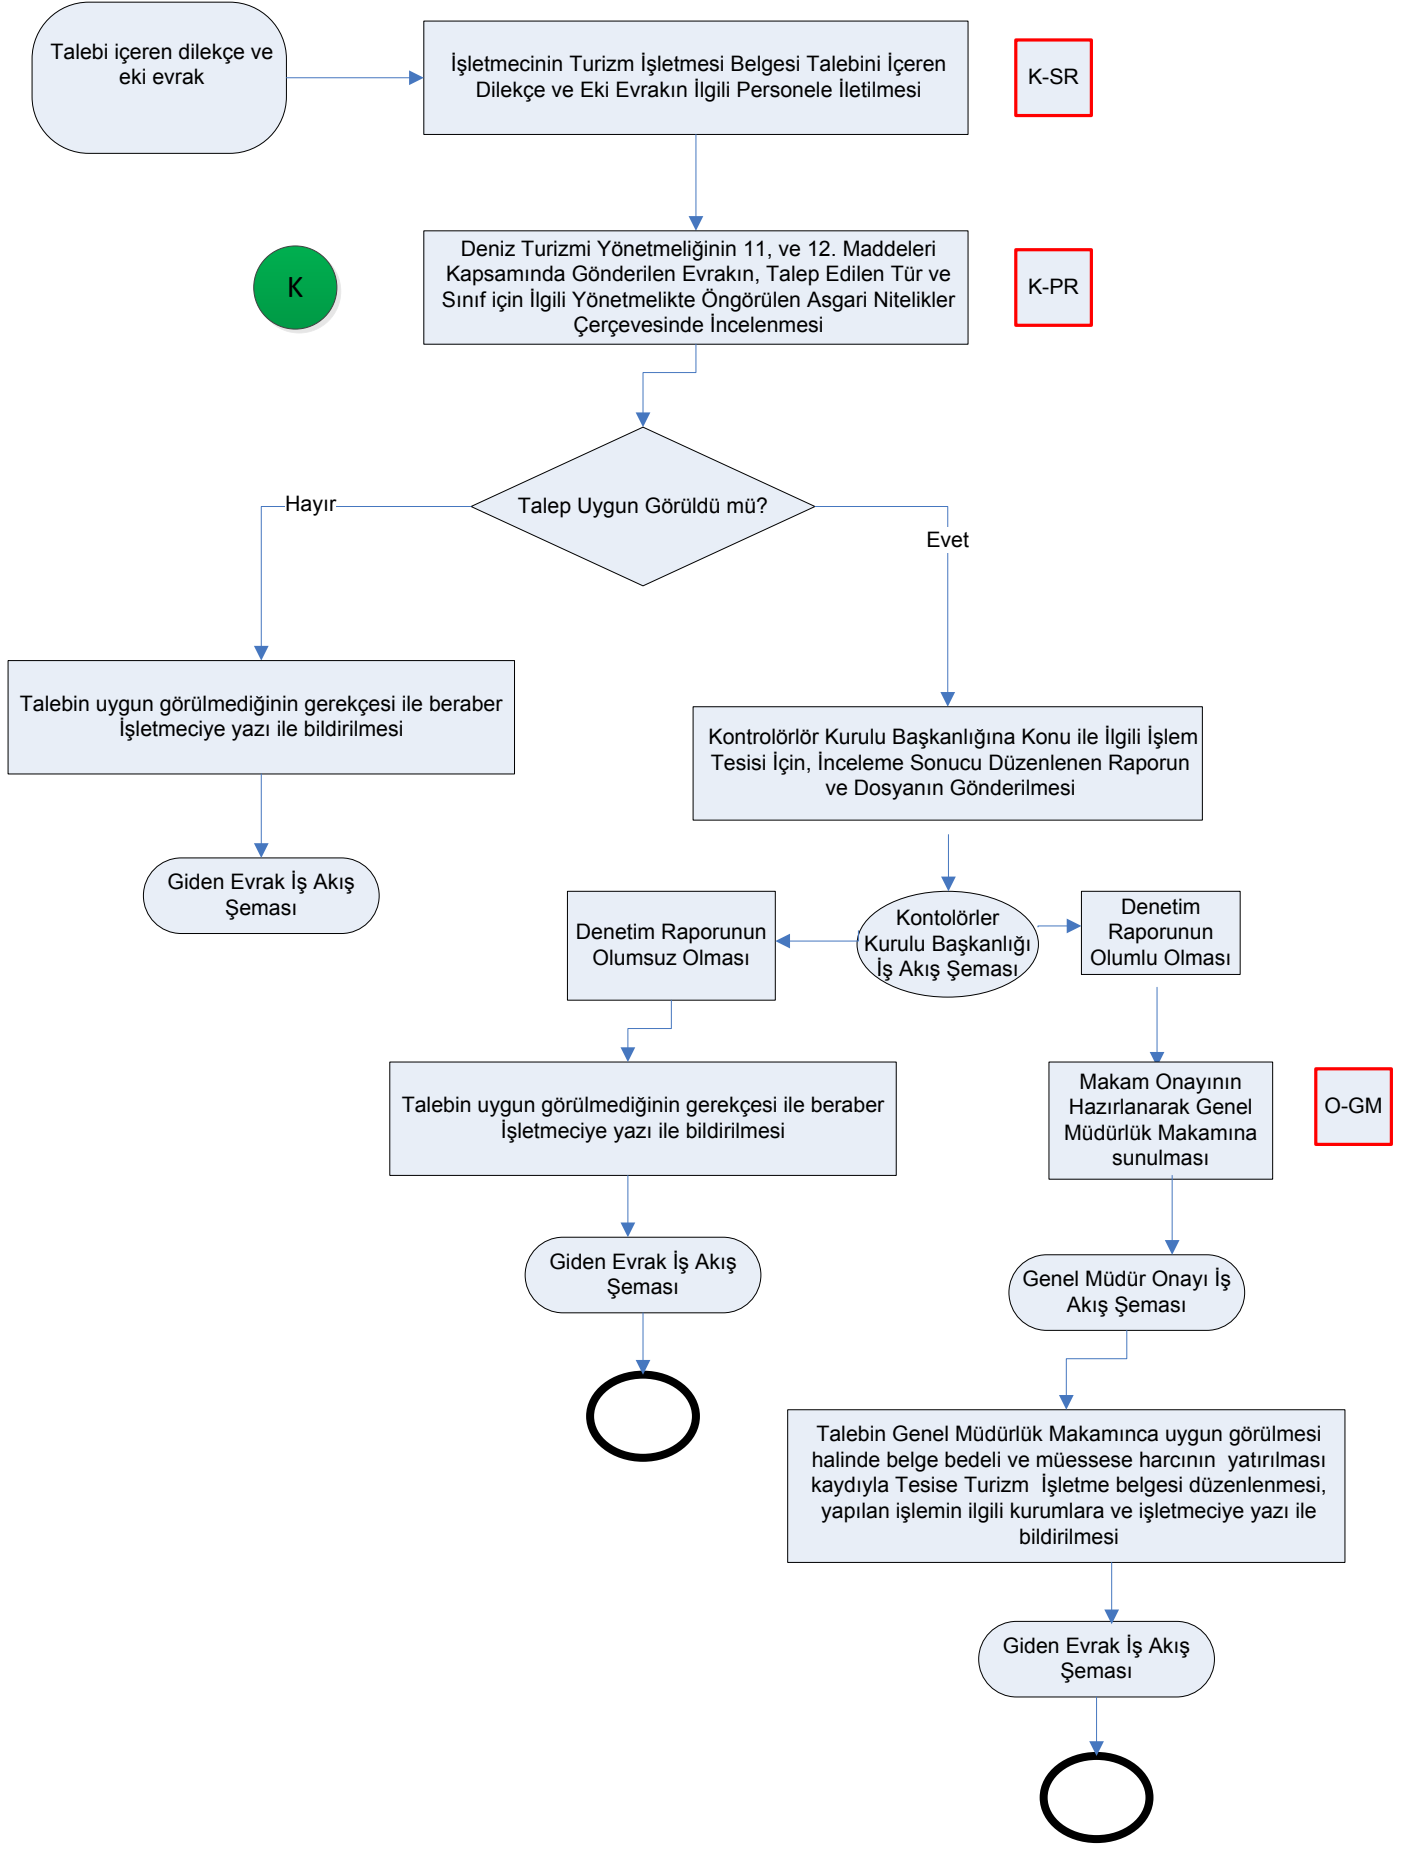 Talebi içeren dilekçe ve
eki evrak
İşletmecinin Turizm İşletmesi Belgesi Talebini İçeren
Dilekçe ve Eki Evrakın İlgili Personele İletilmesi
K-SR
K
Deniz Turizmi Yönetmeliğinin 11, ve 12. Maddeleri
Kapsamında Gönderilen Evrakın, Talep Edilen Tür ve
Sınıf için İlgili Yönetmelikte Öngörülen Asgari Nitelikler
Çerçevesinde İncelenmesi
K-PR
Talep Uygun Görüldü mü?
Hayır
Evet
Talebin uygun görülmediğinin gerekçesi ile beraber
İşletmeciye yazı ile bildirilmesi
Kontrolörlör Kurulu Başkanlığına Konu ile İlgili İşlem
Tesisi İçin, İnceleme Sonucu Düzenlenen Raporun
ve Dosyanın Gönderilmesi
Giden Evrak İş Akış
Şeması
Denetim Raporunun
Olumsuz Olması
Kontolörler
Kurulu Başkanlığı
İş Akış Şeması
Denetim
Raporunun
Olumlu Olması
Talebin uygun görülmediğinin gerekçesi ile beraber
İşletmeciye yazı ile bildirilmesi
Makam Onayının
Hazırlanarak Genel
Müdürlük Makamına
sunulması
O-GM
Giden Evrak İş Akış
Şeması
Genel Müdür Onayı İş
Akış Şeması
Talebin Genel Müdürlük Makamınca uygun görülmesi
halinde belge bedeli ve müessese harcının  yatırılması
kaydıyla Tesise Turizm  İşletme belgesi düzenlenmesi,
yapılan işlemin ilgili kurumlara ve işletmeciye yazı ile
bildirilmesi
Giden Evrak İş Akış
Şeması